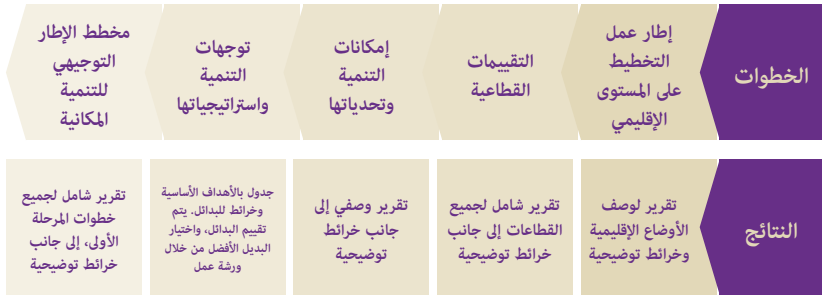 الخطوات
إطار عمل
التخطيط
على المستوى
الإقليمي
التقييمات
القطاعية
إمكانات
التنمية
وتحدياتها
توجهات
التنمية
واستراتيجياتها
مخطط الإطار
التوجيهي
للتنمية
المكانية
النتائج
تقرير لوصف
الأوضاع الإقليمية
وخرائط توضيحية
تقرير شامل لجميع
القطاعات إلى جانب
خرائط توضيحية
تقرير وصفي إلى
جانب خرائط
توضيحية
جدول بالأهداف الأساسية
وخرائط للبدائل. يتم
تقييم البدائل، واختيار
البديل الأفضل من خلال
ورشة عمل
تقرير شامل لجميع
خطوات المرحلة
الأولى، إلى جانب
خرائط توضيحية